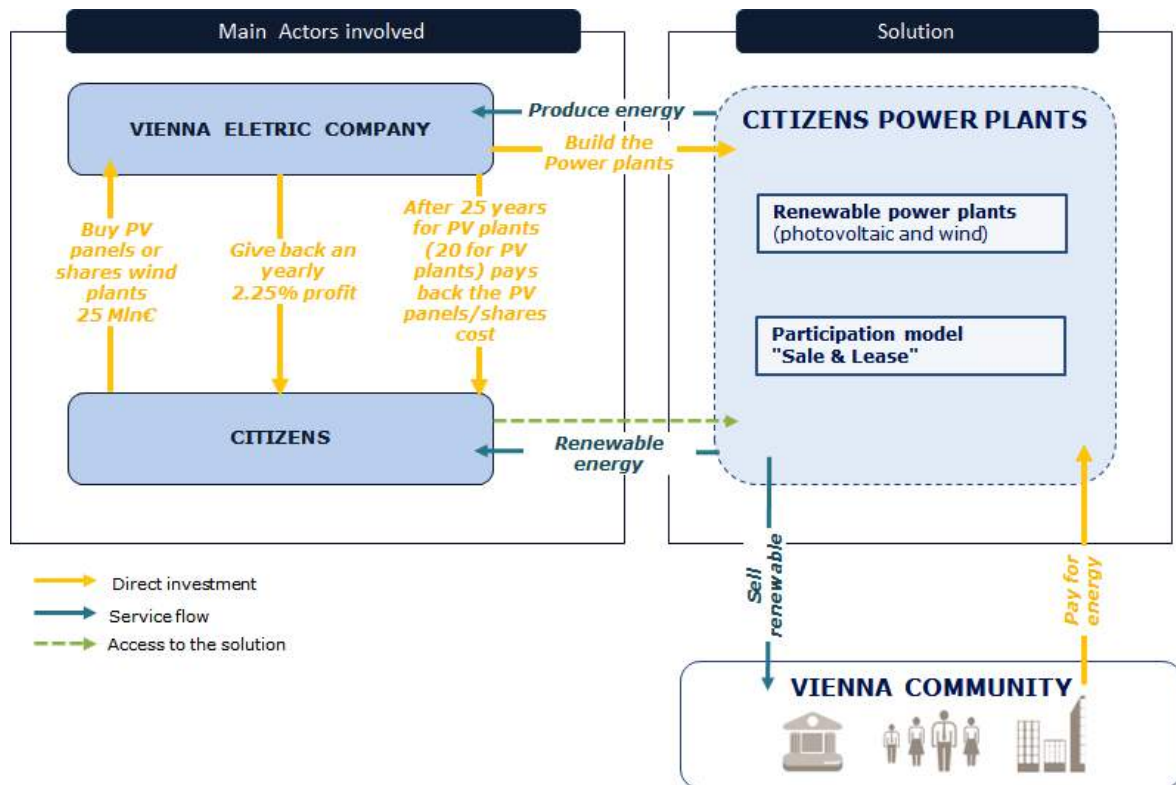 Main Actors involved
Solution
VIENNA ELETRIC COMPANY
Produce energy
Build the
Power plants
CITIZENS POWER PLANTS
Renewable power plants
(photovoltaic and wind)
Participation model
"Sale & Lease"
Buy PV
panels or
shares wind
plants
25 Mln€
Give back an
yearly
2.25% profit
After 25 years
for PV plants
(20 for PV
plants) pays
back the PV
panels/shares
cost
CITIZENS
Renewable
energy
Sell
renewable
Pay for
energy
Direct investment
Service flow
Access to the solution
VIENNA COMMUNITY